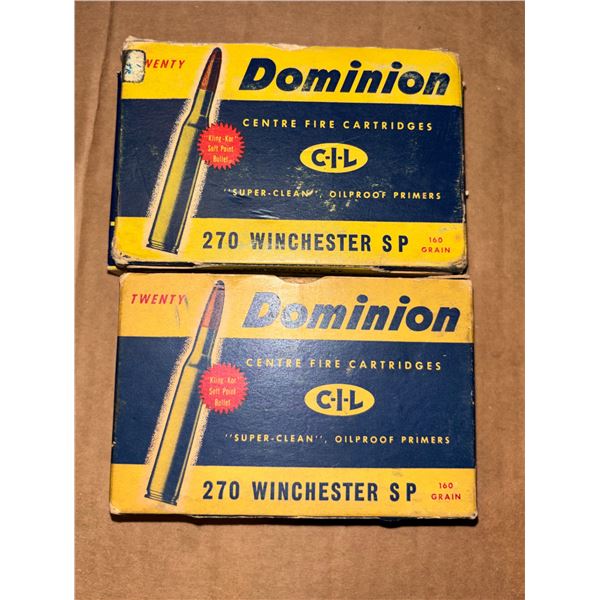 TWENTY
Dominion
CENTRE FIRE CARTRIDGES
Kling-Kor
Soft Point
Bullet
C-I-L
"SUPER-CLEAN", OILPROOF PRIMERS
270 WINCHESTER SP
160
GRAIN
TWENTY
Dominion
CENTRE FIRE CARTRIDGES
Kling-Kor
Soft Point
Bullet
C-I-L
"SUPER-CLEAN", OILPROOF PRIMERS
270 WINCHESTER SP
160
GRAIN